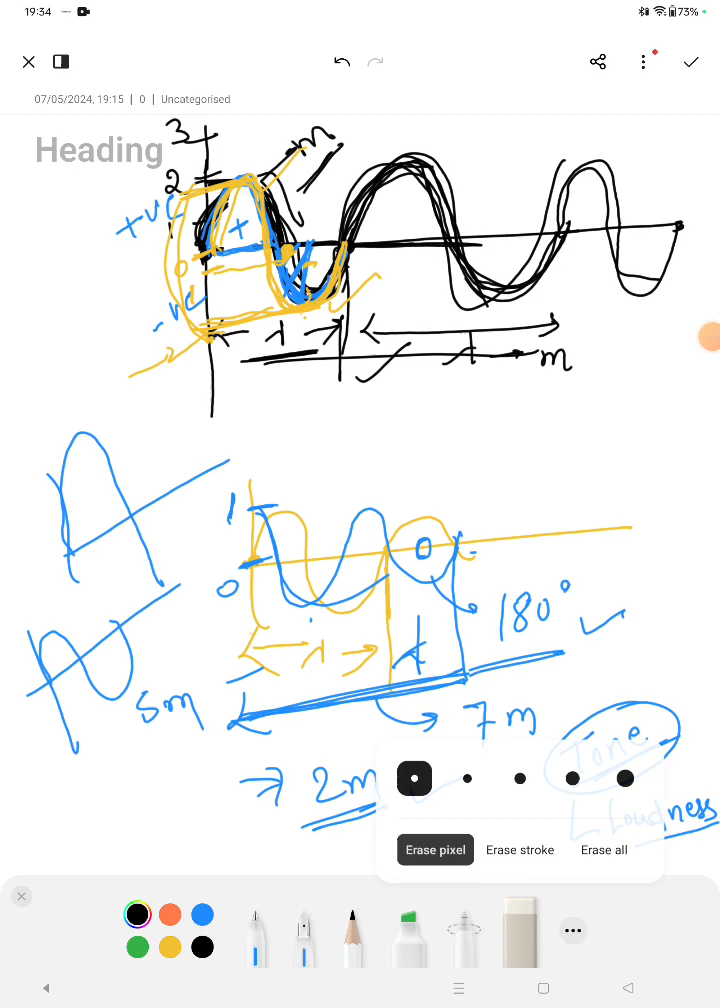 19:34
73%
07/05/2024, 19:15 | 0 | Uncategorised
Heading
3
m
2
+ve
+
0
-ve
λ
λ
m
1
0
0
180°
λ
5m
7m
2m
Tone
Loudness
Erase pixel Erase stroke Erase all